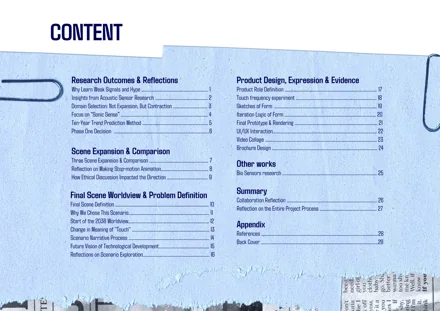 CONTENT
Research Outcomes & Reflections
Why Learn Weak Signals and Hype 1
Insights from Acoustic Sensor Research 2
Domain Selection: Not Expansion, But Contraction 3
Focus on "Sonic Sense" 4
Ten-Year Trend Prediction Method 5
Phase One Decision 6
Scene Expansion & Comparison
Three Scene Expansion & Comparison 7
Reflection on Making Stop-motion Animation 8
How Ethical Discussion Impacted the Direction 9
Final Scene Worldview & Problem Definition
Final Scene Definition 10
Why We Chose This Scenario 11
Start of the 2038 Worldview 12
Change in Meaning of "Touch" 13
Scenario Narrative Process 14
Future Vision of Technological Development 15
Reflections on Scenario Exploration 16
Product Design, Expression & Evidence
Product Role Definition 17
Touch frequency experiment 18
Sketches of Form 19
Iteration Logic of Form 20
Final Prototype & Rendering 21
UI/UX Interaction 22
Video Collage 23
Brochure Design 24
Other works
Bio Sensors research 25
Summary
Collaboration Reflection 26
Reflection on the Entire Project Process 27
Appendix
References 28
Back Cover 29